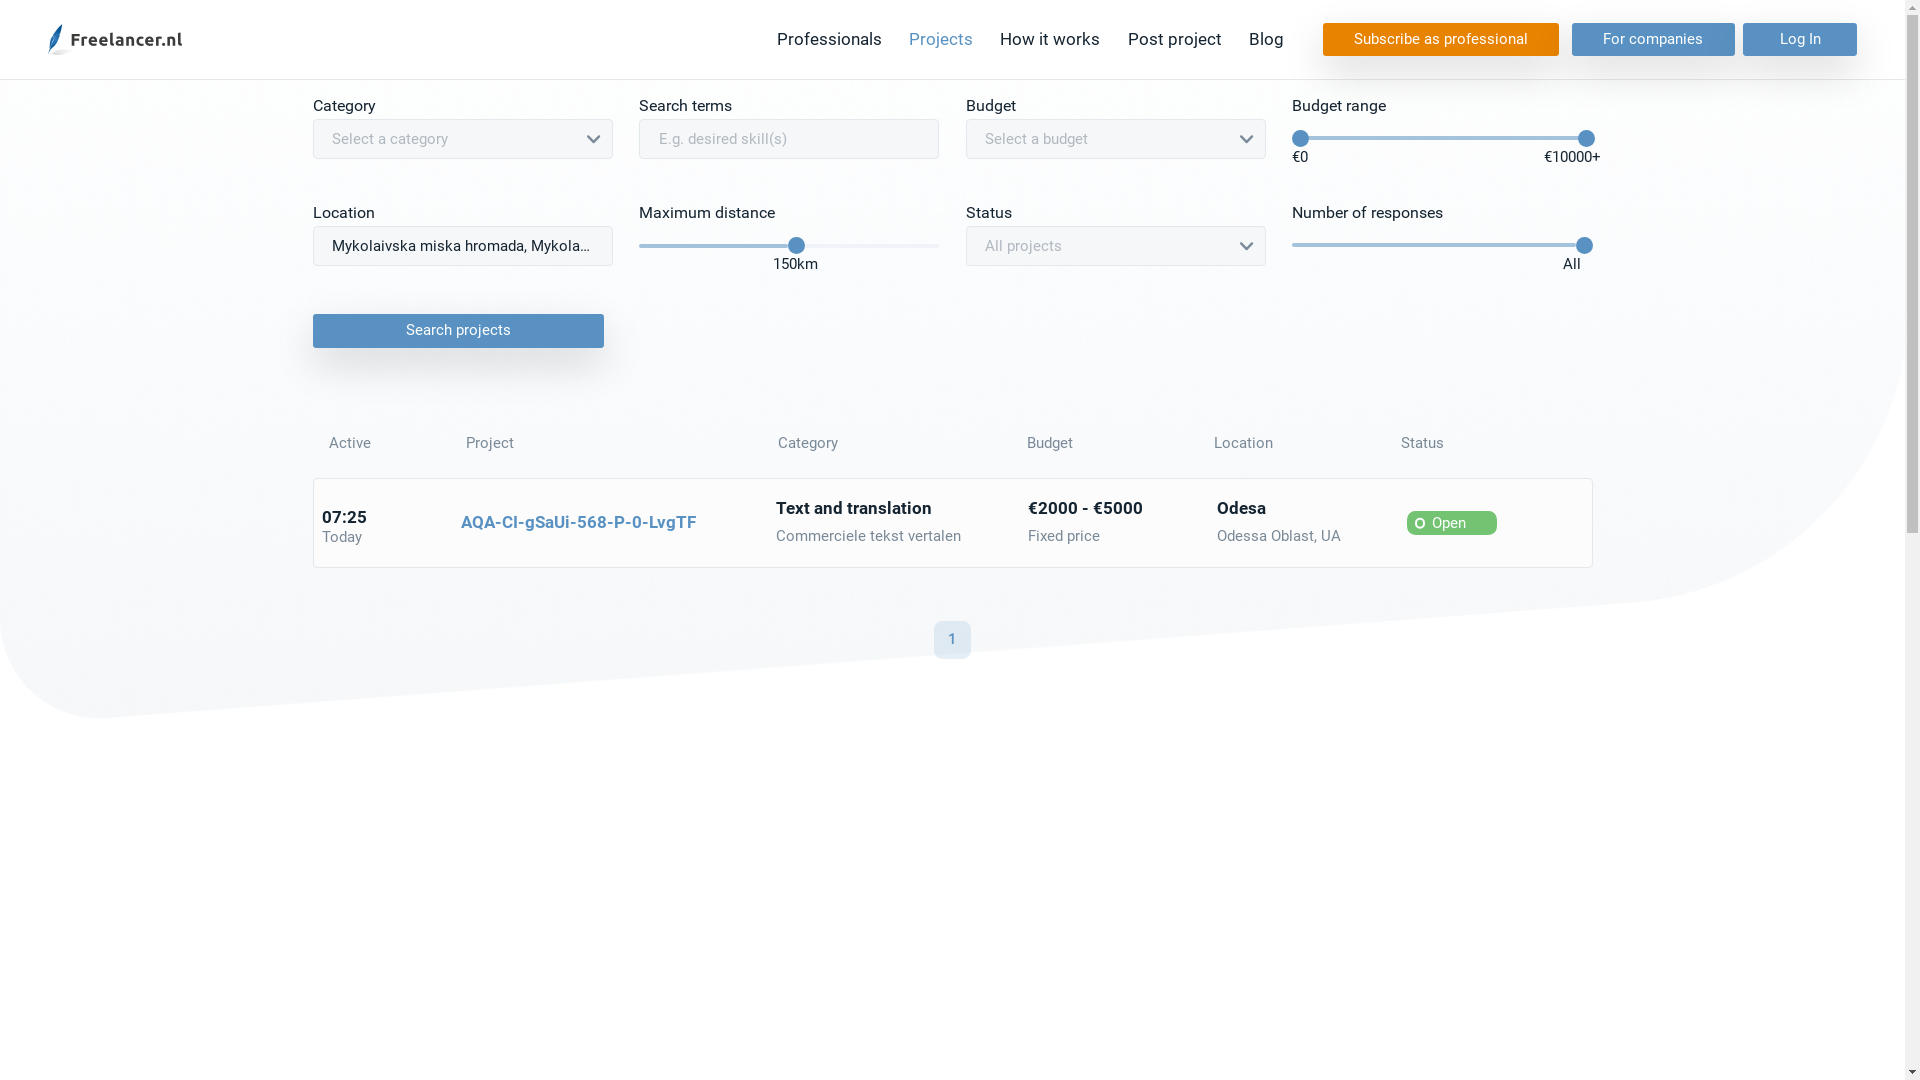 Freelancer.nl
Professionals Projects How it works Post project Blog Subscribe as professional For companies Log In
Category Search terms Budget Budget range
Select a category E.g. desired skill(s) Select a budget
€0 €10000+
Location Maximum distance Status Number of responses
Mykolaivska miska hromada, Mykola... All projects
150km All
Search projects
Active Project Category Budget Location Status
07:25 AQA-CI-gSaUi-568-P-0-LvgTF Text and translation €2000 - €5000 Odesa Open
Today Commerciele tekst vertalen Fixed price Odessa Oblast, UA
1